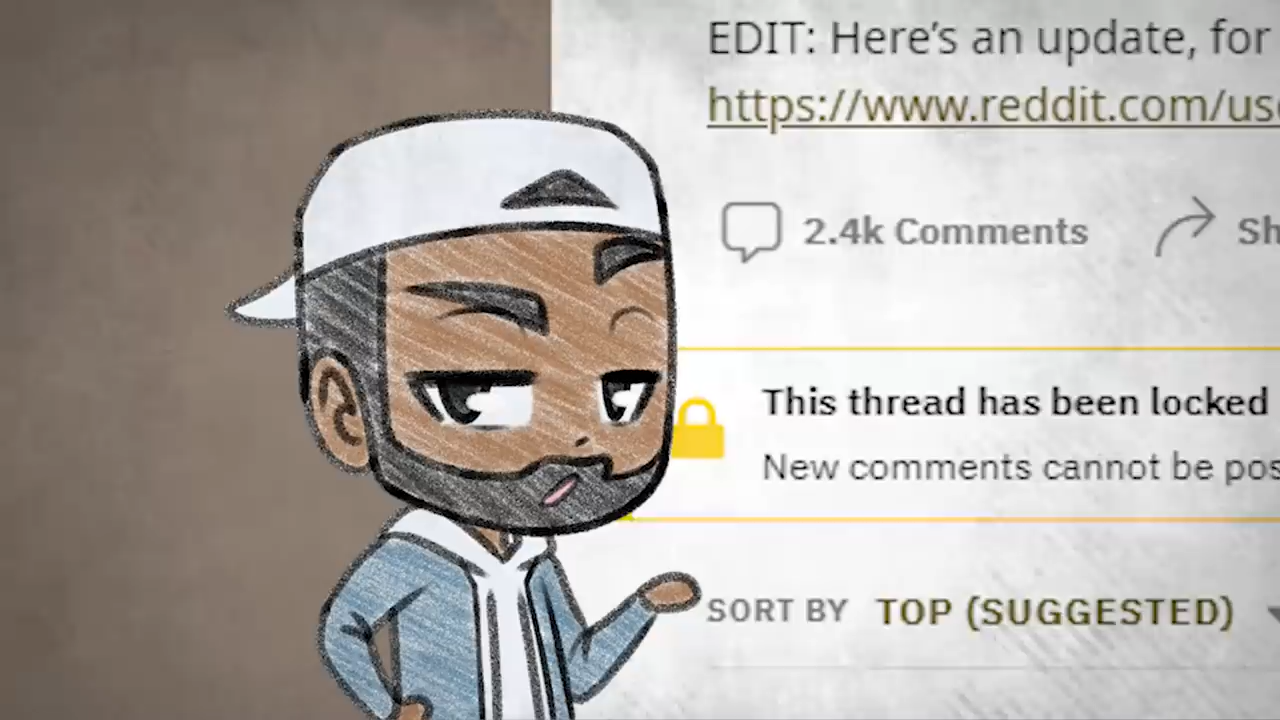 EDIT: Here’s an update, for
https://www.reddit.com/us
2.4k Comments
Sh
This thread has been locked
New comments cannot be pos
SORT BY TOP (SUGGESTED)